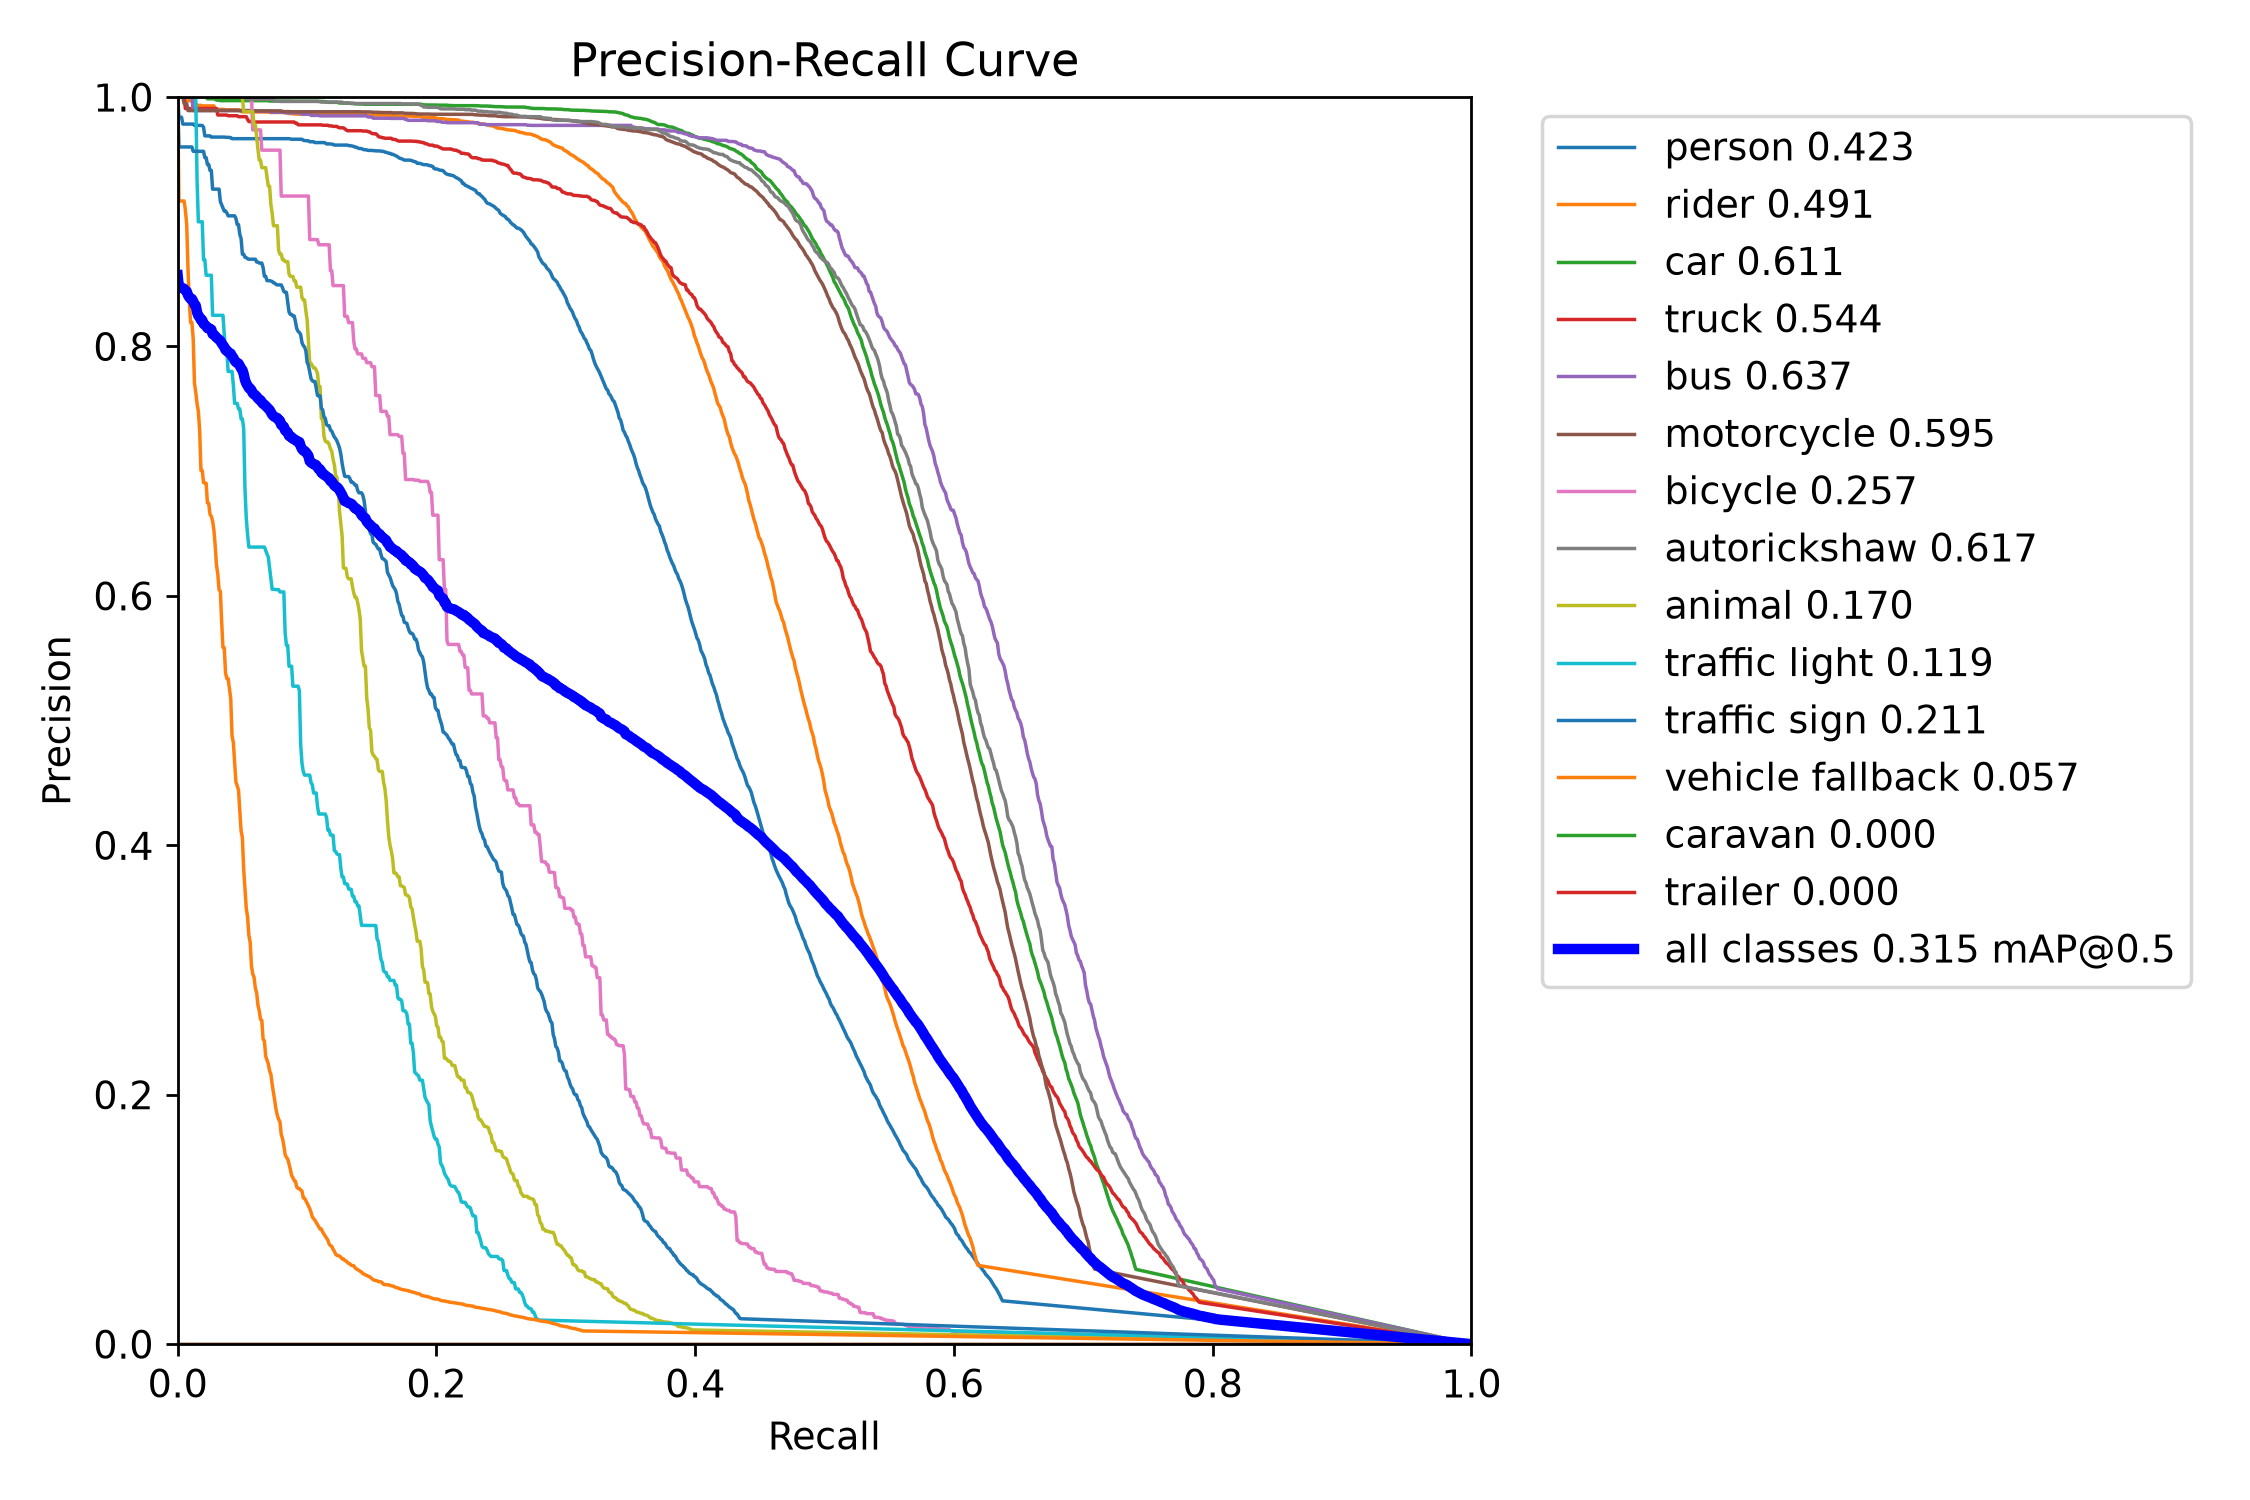 Precision-Recall Curve
1.0
0.8
0.6
0.4
0.2
0.0
Precision
0.0 0.2 0.4 0.6 0.8 1.0
Recall
person 0.423
rider 0.491
car 0.611
truck 0.544
bus 0.637
motorcycle 0.595
bicycle 0.257
autorickshaw 0.617
animal 0.170
traffic light 0.119
traffic sign 0.211
vehicle fallback 0.057
caravan 0.000
trailer 0.000
all classes 0.315 mAP@0.5